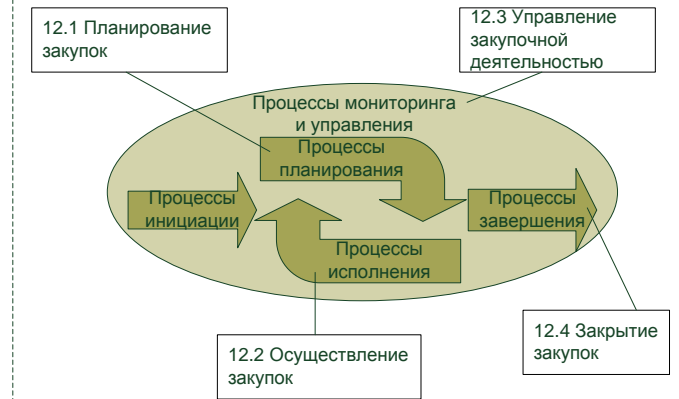 12.1 Планирование
закупок
12.3 Управление
закупочной
деятельностью
Процессы мониторинга
и управления
Процессы
планирования
Процессы
инициации
Процессы
завершения
Процессы
исполнения
12.2 Осуществление
закупок
12.4 Закрытие
закупок